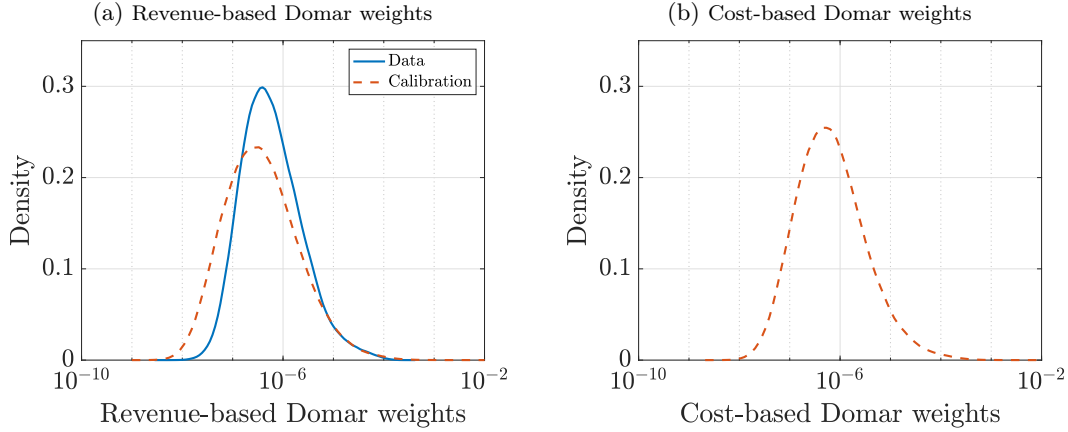 (a) Revenue-based Domar weights
Data
Calibration
0.3
0.2
0.1
0
Density
10^-10
10^-6
10^-2
Revenue-based Domar weights
(b) Cost-based Domar weights
0.3
0.2
0.1
0
Density
10^-10
10^-6
10^-2
Cost-based Domar weights